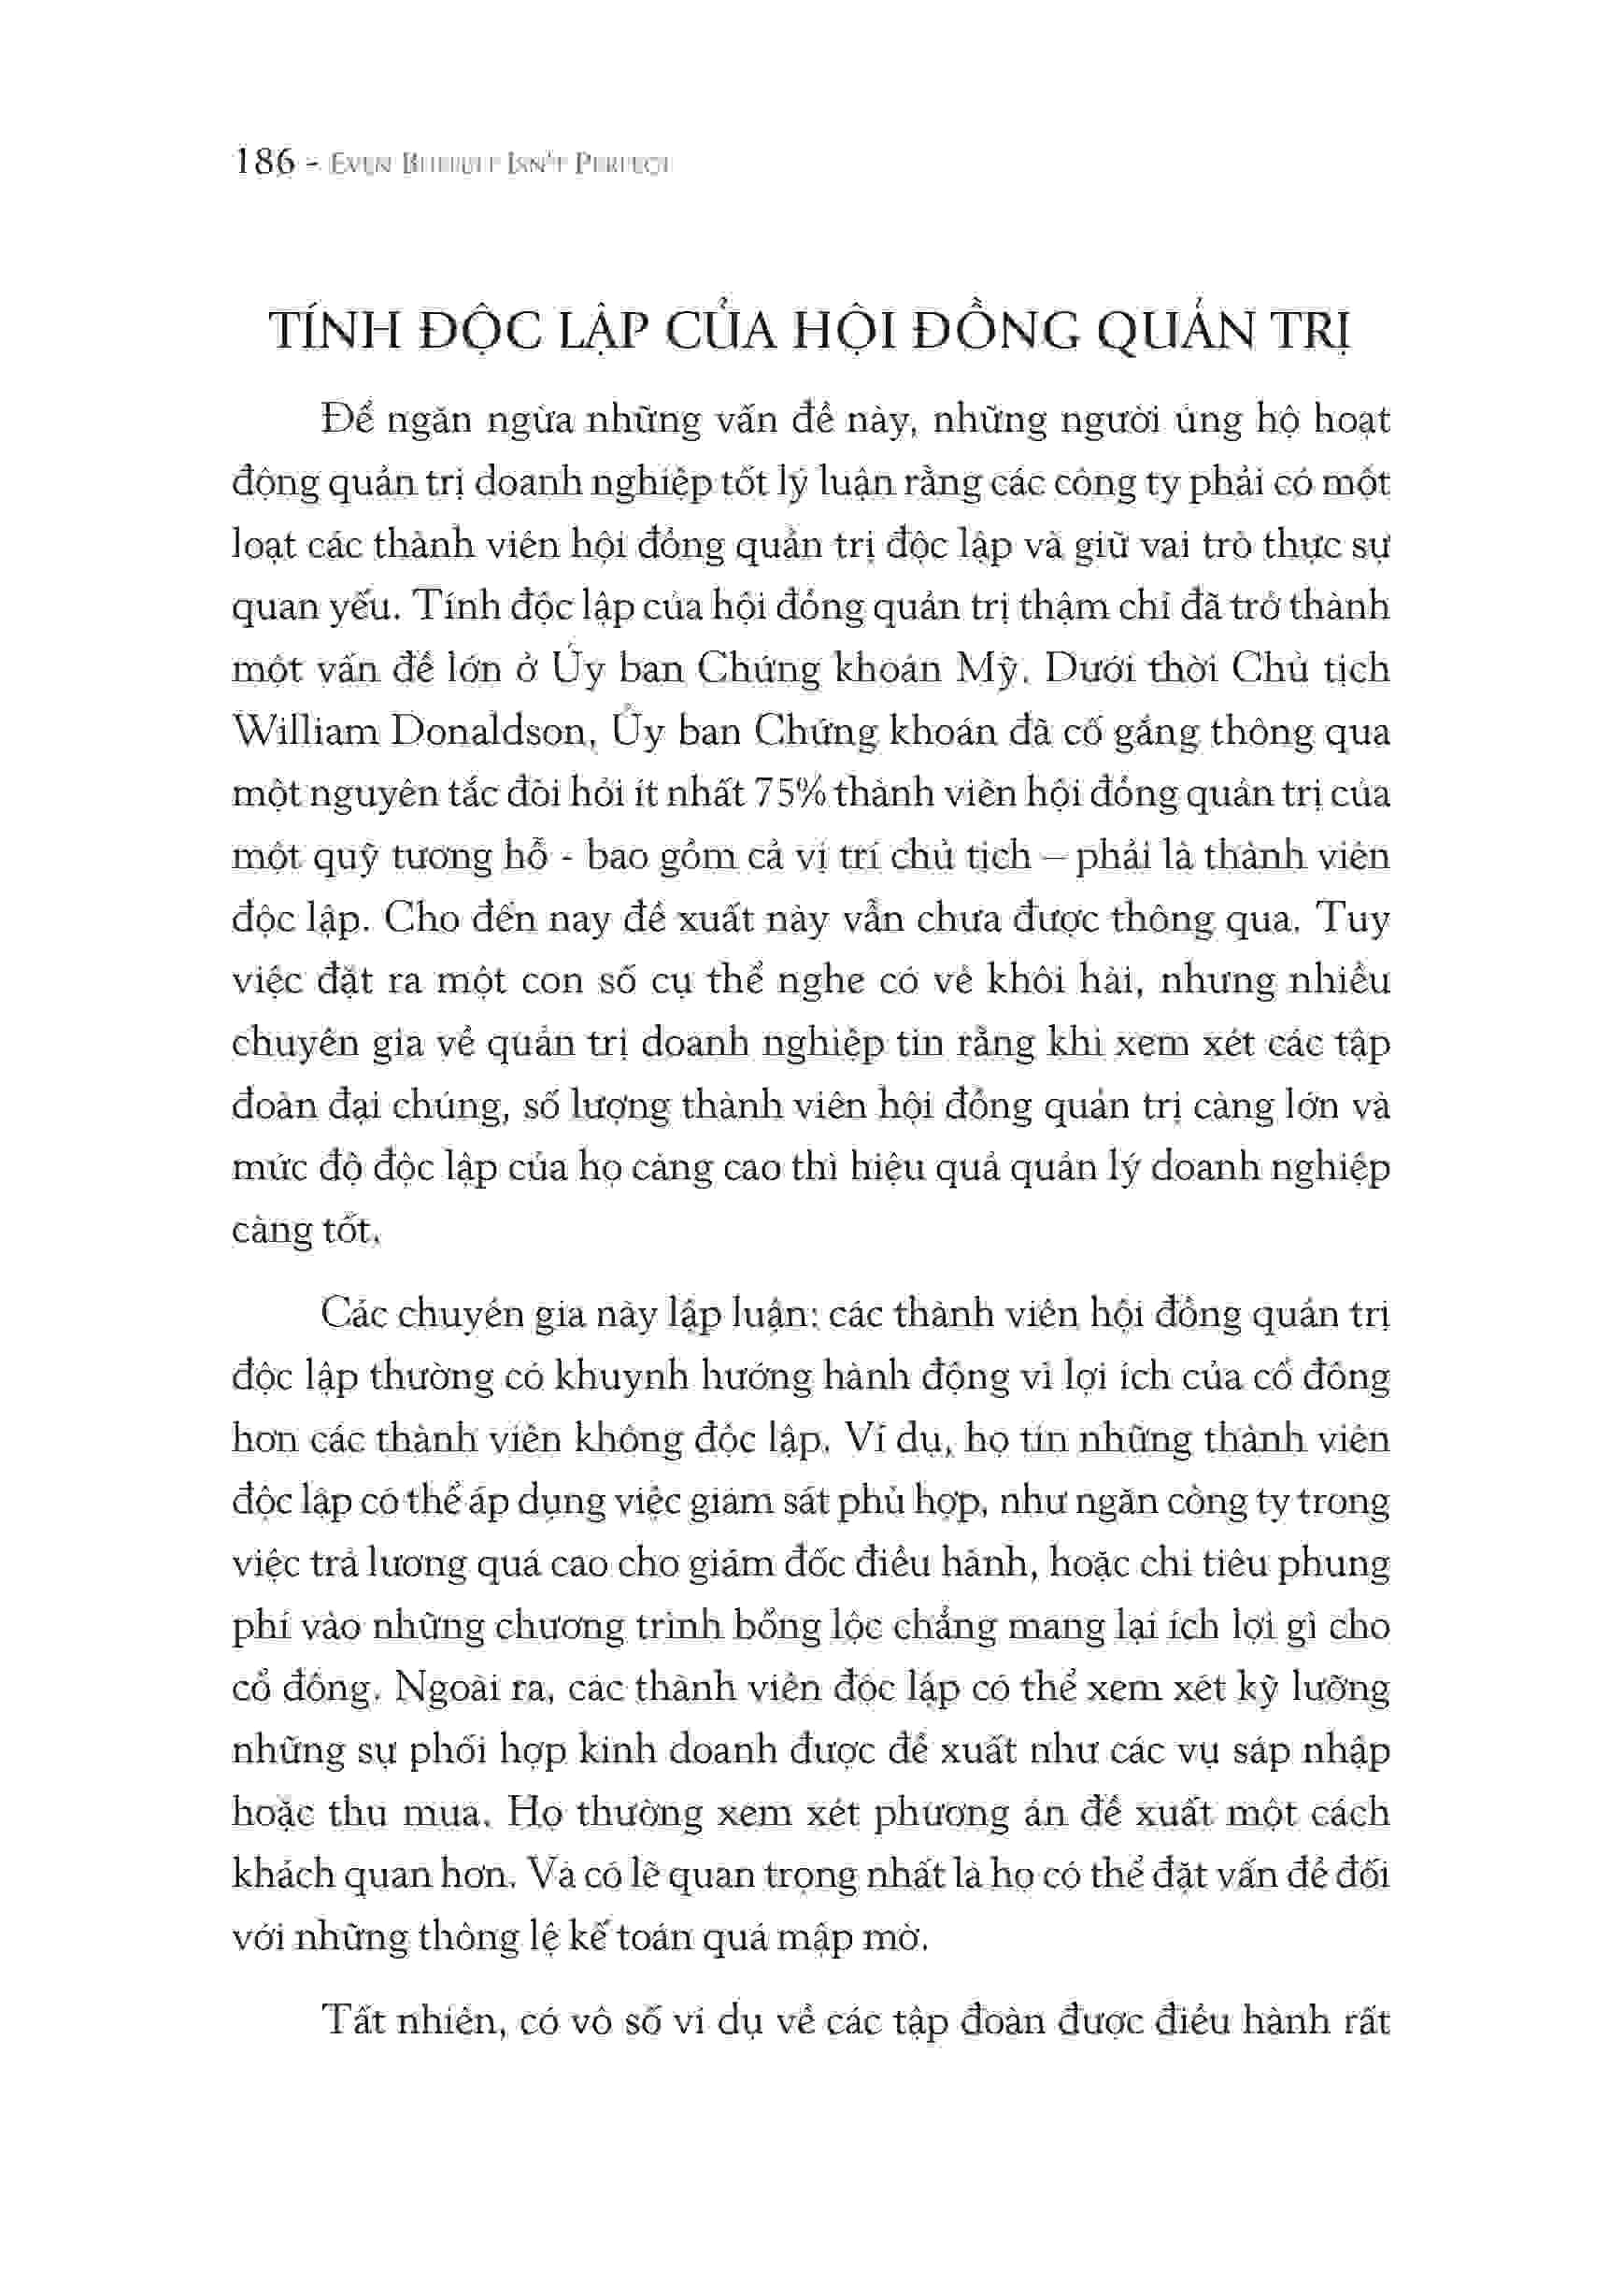 186 - EVEN BUFFETT ISN'T PERFECT
TÍNH ĐỘC LẬP CỦA HỘI ĐỒNG QUẢN TRỊ
Để ngăn ngừa những vấn đề này, những người ủng hộ hoạt
động quản trị doanh nghiệp tốt lý luận rằng các công ty phải có một
loạt các thành viên hội đồng quản trị độc lập và giữ vai trò thực sự
quan yếu. Tính độc lập của hội đồng quản trị thậm chí đã trở thành
một vấn đề lớn ở Ủy ban Chứng khoán Mỹ. Dưới thời Chủ tịch
William Donaldson, Ủy ban Chứng khoán đã cố gắng thông qua
một nguyên tắc đòi hỏi ít nhất 75% thành viên hội đồng quản trị của
một quỹ tương hỗ - bao gồm cả vị trí chủ tịch – phải là thành viên
độc lập. Cho đến nay đề xuất này vẫn chưa được thông qua. Tuy
việc đặt ra một con số cụ thể nghe có vẻ khôi hài, nhưng nhiều
chuyên gia về quản trị doanh nghiệp tin rằng khi xem xét các tập
đoàn đại chúng, số lượng thành viên hội đồng quản trị càng lớn và
mức độ độc lập của họ càng cao thì hiệu quả quản lý doanh nghiệp
càng tốt.
Các chuyên gia này lập luận: các thành viên hội đồng quản trị
độc lập thường có khuynh hướng hành động vì lợi ích của cổ đông
hơn các thành viên không độc lập. Ví dụ, họ tin những thành viên
độc lập có thể áp dụng việc giám sát phù hợp, như ngăn công ty trong
việc trả lương quá cao cho giám đốc điều hành, hoặc chi tiêu phung
phí vào những chương trình bổng lộc chẳng mang lại ích lợi gì cho
cổ đông. Ngoài ra, các thành viên độc lập có thể xem xét kỹ lưỡng
những sự phối hợp kinh doanh được đề xuất như các vụ sáp nhập
hoặc thu mua. Họ thường xem xét phương án đề xuất một cách
khách quan hơn. Và có lẽ quan trọng nhất là họ có thể đặt vấn đề đối
với những thông lệ kế toán quá mập mờ.
Tất nhiên, có vô số ví dụ về các tập đoàn được điều hành rất